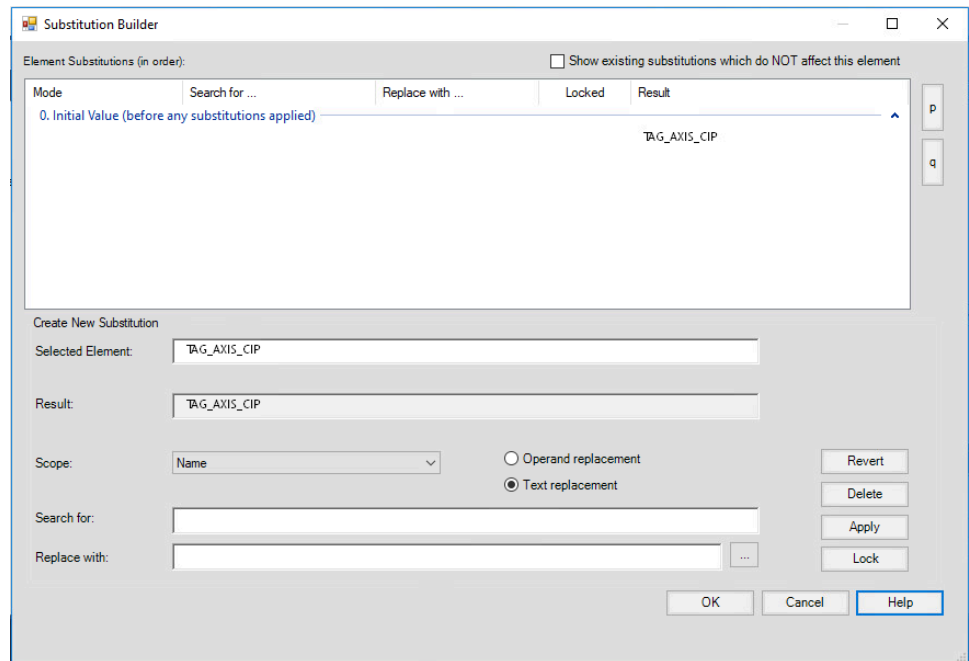 Substitution Builder
Element Substitutions (in order):
Show existing substitutions which do NOT affect this element
Mode Search for ... Replace with ... Locked Result
0. Initial Value (before any substitutions applied)
TAG_AXIS_CIP
p
q
Create New Substitution
Selected Element: TAG_AXIS_CIP
Result: TAG_AXIS_CIP
Scope: Name
Operand replacement
Text replacement
Revert
Delete
Search for:
Apply
Replace with: ...
Lock
OK Cancel Help